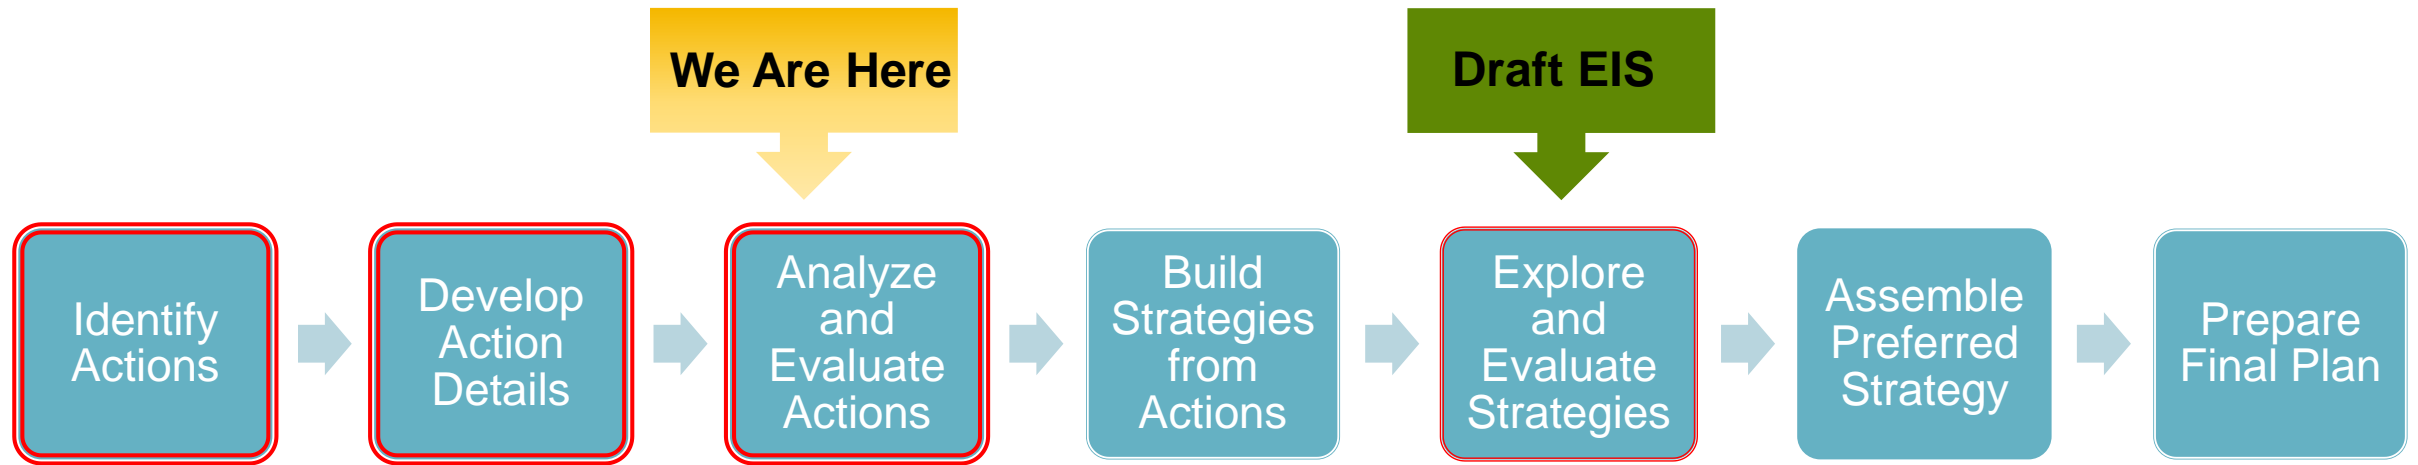 We Are Here
Draft EIS
Identify
Actions
Develop
Action
Details
Analyze
and
Evaluate
Actions
Build
Strategies
from
Actions
Explore
and
Evaluate
Strategies
Assemble
Preferred
Strategy
Prepare
Final Plan